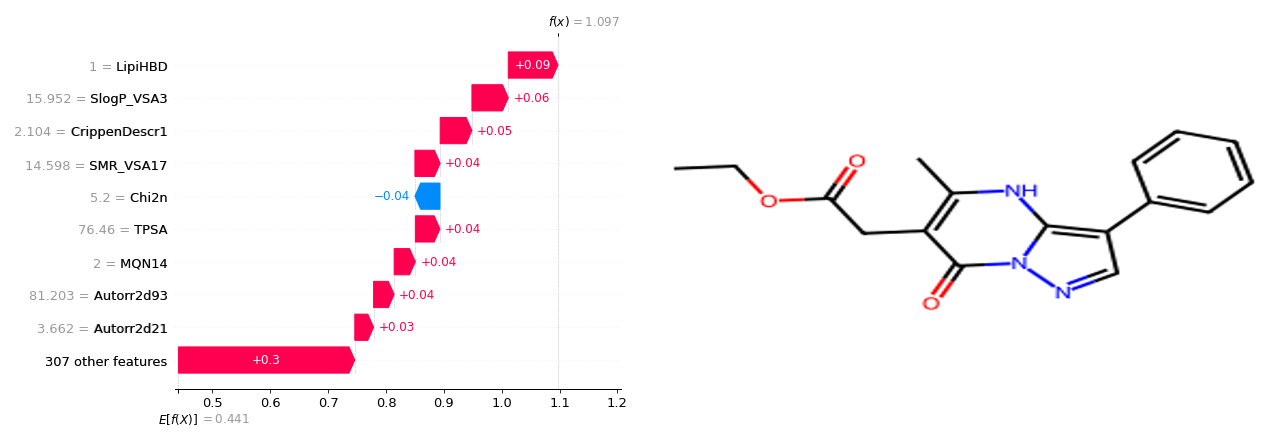 f(x) = 1.097
1 = LipiHBD
+0.09
15.952 = SlogP_VSA3
+0.06
2.104 = CrippenDescr1
+0.05
14.598 = SMR_VSA17
+0.04
5.2 = Chi2n
−0.04
76.46 = TPSA
+0.04
2 = MQN14
+0.04
81.203 = Autorr2d93
+0.04
3.662 = Autorr2d21
+0.03
307 other features
+0.3
0.5 0.6 0.7 0.8 0.9 1.0 1.1 1.2
E[f(X)] = 0.441
O
O
NH
N
N
O